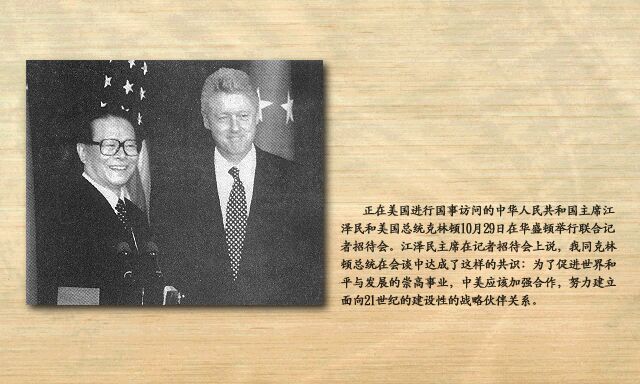 正在美国进行国事访问的中华人民共和国主席江
泽民和美国总统克林顿10月29日在华盛顿举行联合记
者招待会。江泽民主席在记者招待会上说，我同克林
顿总统在会谈中达成了这样的共识：为了促进世界和
平与发展的崇高事业，中美应该加强合作，努力建立
面向21世纪的建设性的战略伙伴关系。